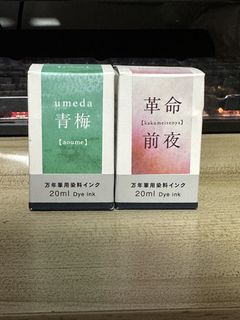 umeda
青梅
【aoume】
万年筆用染料インク
20ml Dye ink
革命
【kakumeisenya】
前夜
万年筆用染料インク
20ml Dye ink